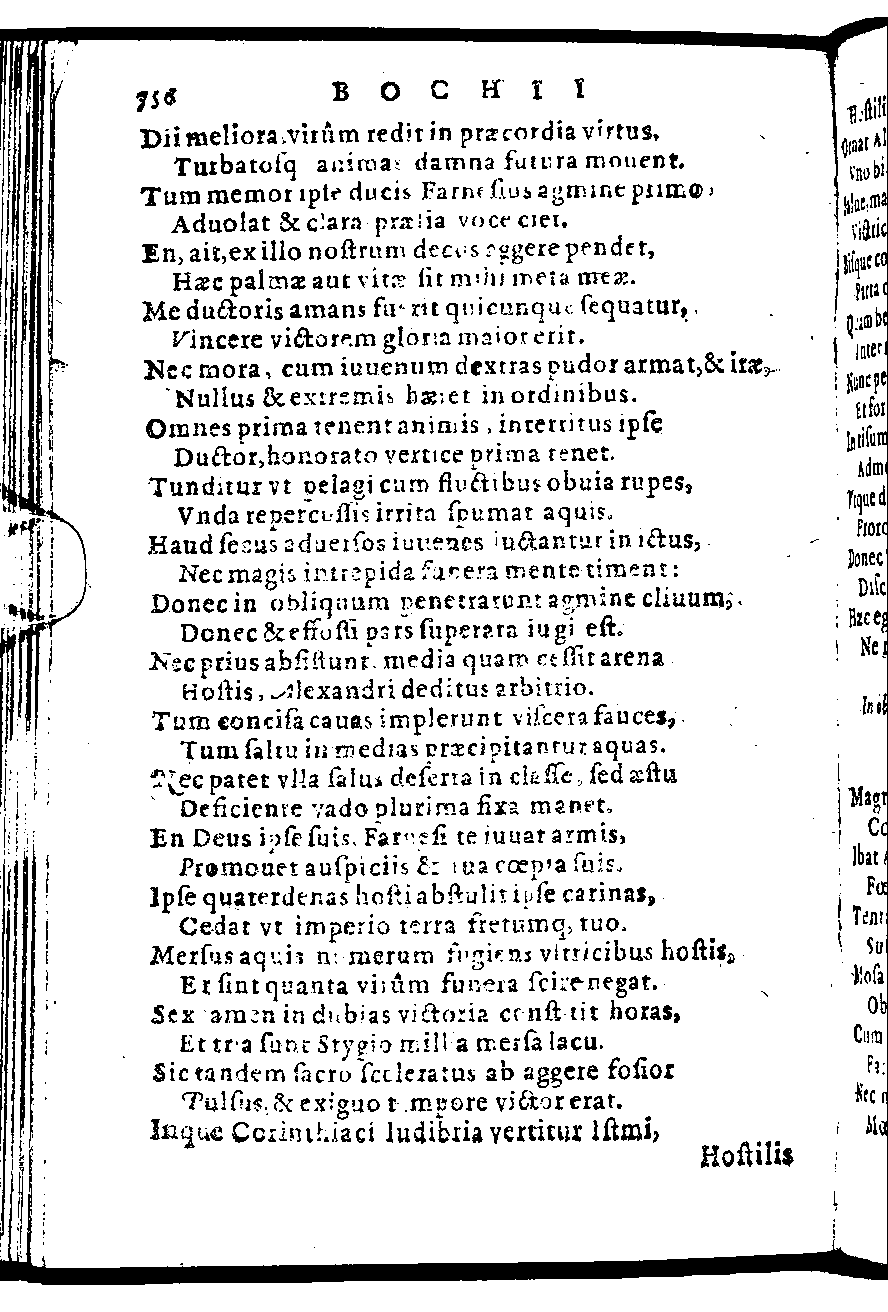 756 BOCHII
Dii meliora, virûm redit in præcordia virtus,
Turbatosq animas damna futura mouent.
Tum memor ipse ducis Farnesius agmine primo,
Aduolat & clara prælia voce ciet.
En, ait, ex illo nostrum decus aggere pendet,
Hæc palmæ aut vitæ sit mihi meta meæ.
Me ductoris amans fuerit quicunque sequatur,
Vincere victorem gloria maior erit.
Nec mora, cum iuuenum dextras pudor armat, & iræ,
Nullus & extremis hæret in ordinibus.
Omnes prima tenent animis, interritus ipse
Ductor, honorato vertice prima tenet.
Tunditur vt pelagi cum fluctibus obuia rupes,
Vnda repercussis irrita spumat aquis.
Haud secus aduersos iuuenes luctantur in ictus,
Nec magis intrepida funera mente timent:
Donec in obliquum penetrarunt agmine cliuum,
Donec & effossi pars superata iugi est.
Nec prius absistunt, media quam cessit arena
Hostis, Alexandri deditus arbitrio.
Tum concisa cauas implerunt viscera fauces,
Tum saltu in medias præcipitantur aquas.
Nec patet vlla salus deserta in classe, sed æstu
Deficiente vado plurima fixa manet.
En Deus ipse suis, Farnesi te iuuat armis,
Promouet auspiciis & tua cœpta suis.
Ipse quaterdenas hosti abstulit ipse carinas,
Cedat vt imperio terra fretumq, tuo.
Mersus aquis numerum fugiens vltricibus hostis,
Et sint quanta virûm funera scire negat.
Sex tamen in dubias victoria constitit horas,
Et tria sunt Stygio millia mersa lacu.
Sic tandem sacro sceleratus ab aggere fossor
Pulsus, & exiguo tempore victor erat.
Inque Corinthiaci ludibria vertitur Istmi,
Hostilis